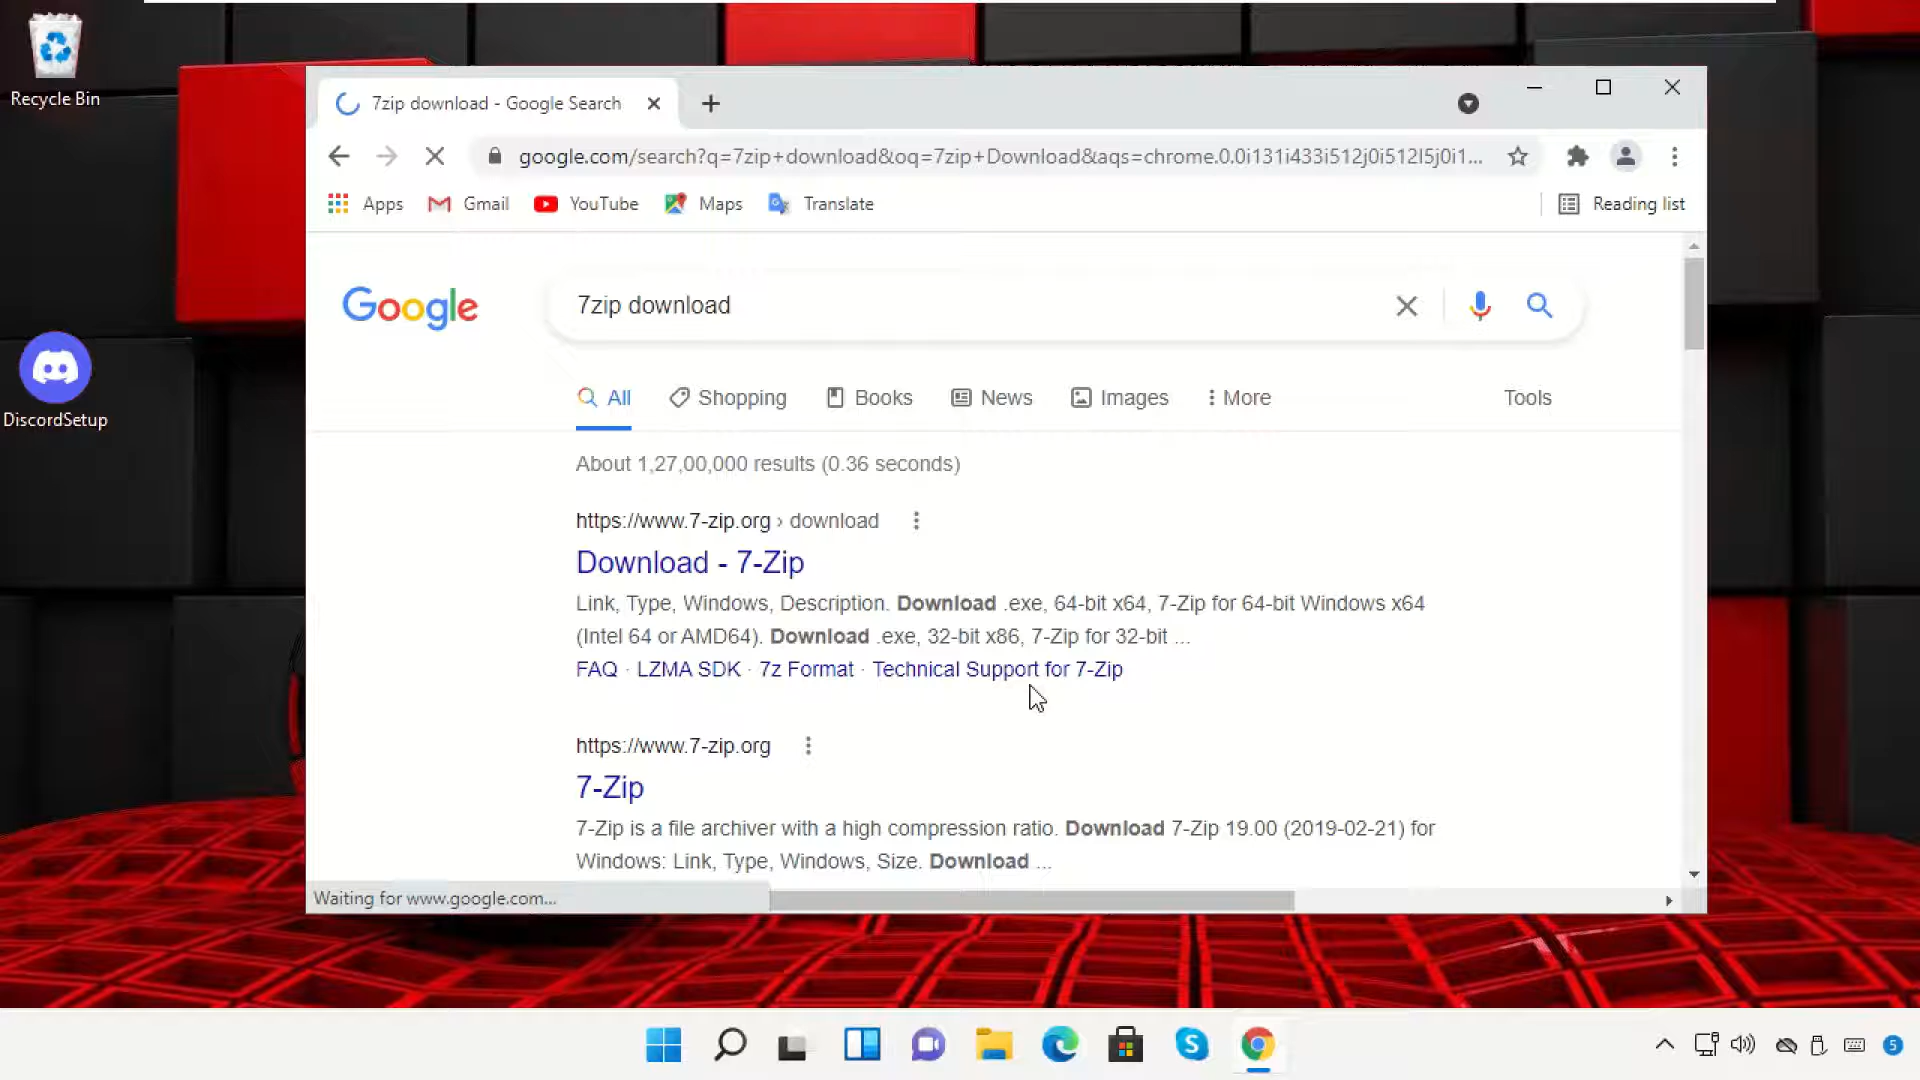 Recycle Bin
DiscordSetup
7zip download - Google Search
google.com/search?q=7zip+download&oq=7zip+Download&aqs=chrome.0.0i131i433i512j0i512l5j0i1...
Apps Gmail YouTube Maps Translate Reading list
Google 7zip download
All Shopping Books News Images More Tools
About 1,27,00,000 results (0.36 seconds)
https://www.7-zip.org › download
Download - 7-Zip
Link, Type, Windows, Description. Download .exe, 64-bit x64, 7-Zip for 64-bit Windows x64
(Intel 64 or AMD64). Download .exe, 32-bit x86, 7-Zip for 32-bit ...
FAQ · LZMA SDK · 7z Format · Technical Support for 7-Zip
https://www.7-zip.org
7-Zip
7-Zip is a file archiver with a high compression ratio. Download 7-Zip 19.00 (2019-02-21) for
Windows: Link, Type, Windows, Size. Download ...
Waiting for www.google.com...
5